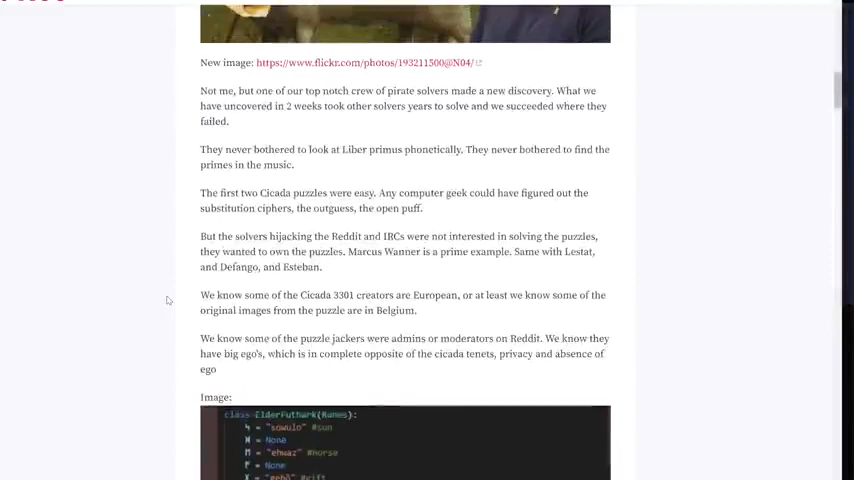 New image: https://www.flickr.com/photos/193211500@N04/
Not me, but one of our top notch crew of pirate solvers made a new discovery. What we
have uncovered in 2 weeks took other solvers years to solve and we succeeded where they
failed.
They never bothered to look at Liber primus phonetically. They never bothered to find the
primes in the music.
The first two Cicada puzzles were easy. Any computer geek could have figured out the
substitution ciphers, the outguess, the open puff.
But the solvers hijacking the Reddit and IRCs were not interested in solving the puzzles,
they wanted to own the puzzles. Marcus Wanner is a prime example. Same with Lestat,
and Defango, and Esteban.
We know some of the Cicada 3301 creators are European, or at least we know some of the
original images from the puzzle are in Belgium.
We know some of the puzzle jackers were admins or moderators on Reddit. We know they
have big ego's, which is in complete opposite of the cicada tenets, privacy and absence of
ego
Image:
class ElderFuthark(Runes):
ᛋ = "sowulo" #sun
ᚻ = None
ᛖ = "ehwaz" #horse
ᚩ = None
ᚷ = "gebo" #gift